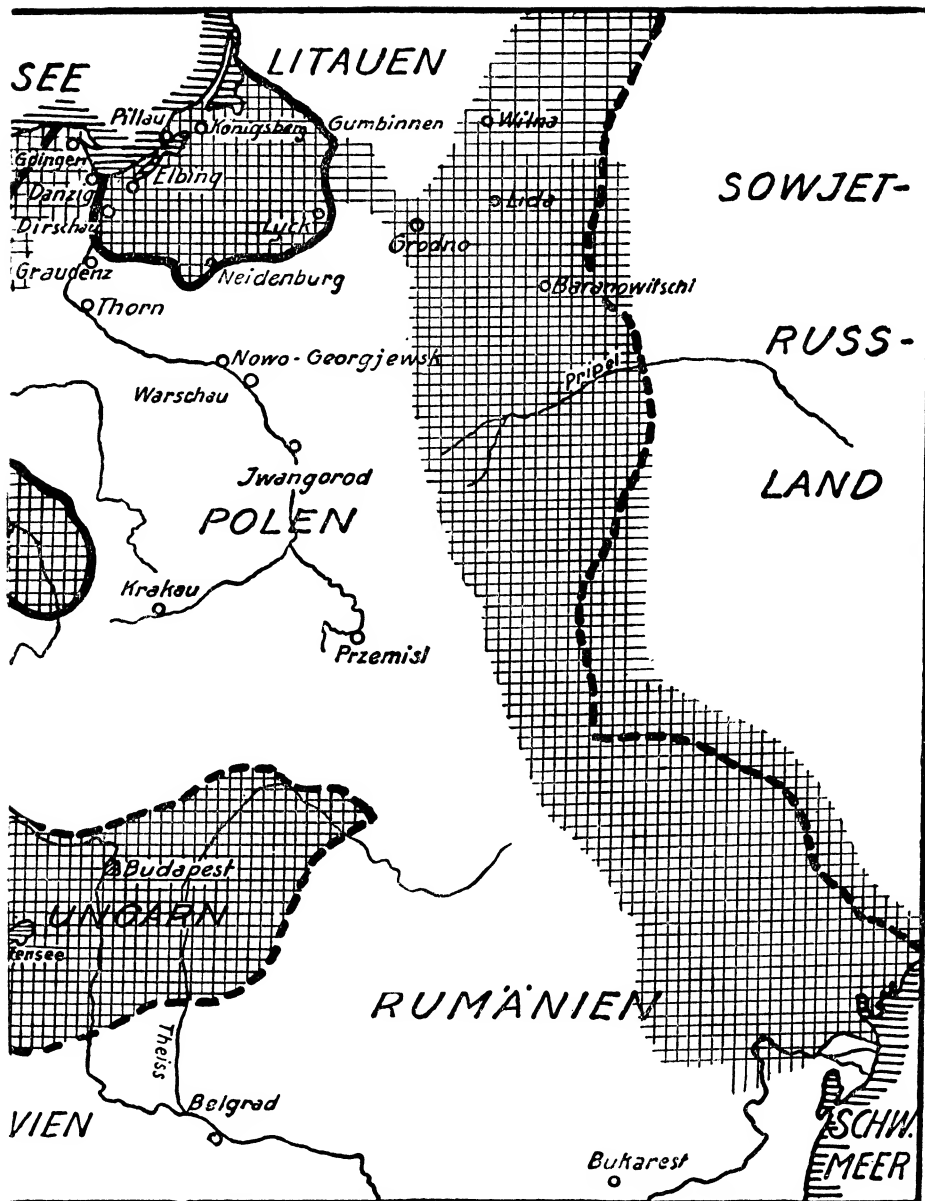 LITAUEN
SEE
Pillau
Königsberg
Gumbinnen
Wilna
Gdingen
Elbing
Danzig
SOWJET-
Lida
Dirschau
Lyck
Grodno
Graudenz
Neidenburg
Baranowitschi
Thorn
RUSS-
Nowo-Georgjewsk
Pripet
Warschau
Jwangorod
LAND
POLEN
Krakau
Przemisl
Budapest
UNGARN
ttensee
RUMÄNIEN
Theiss
Belgrad
VIEN
SCHW.
MEER
Bukarest